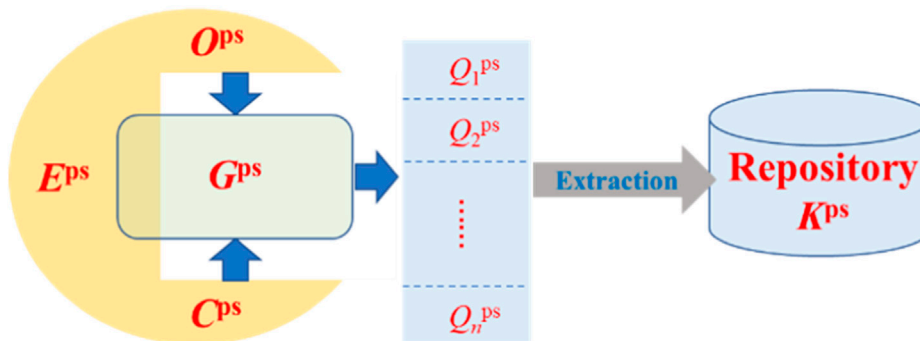 O^ps
E^ps
G^ps
C^ps
Q_1^ps
Q_2^ps
......
Q_n^ps
Extraction
Repository
K^ps